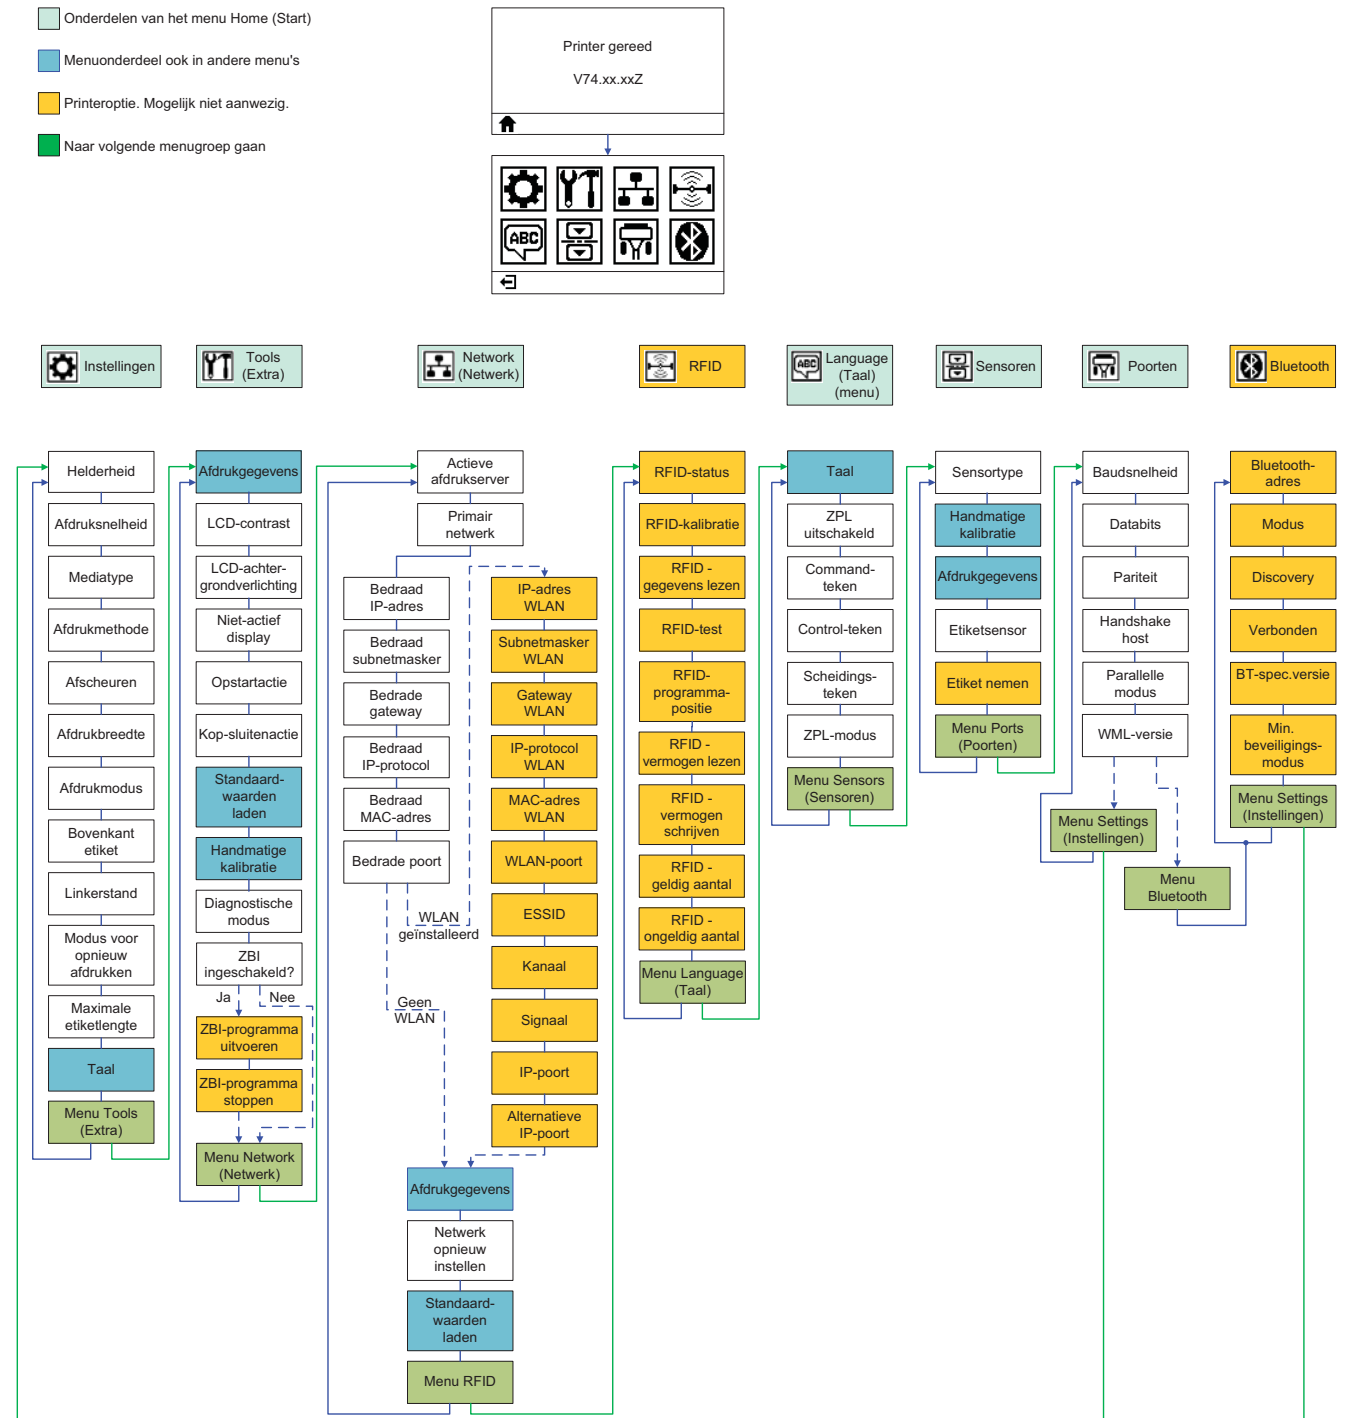 Onderdelen van het menu Home (Start)
Menuonderdeel ook in andere menu's
Printeroptie. Mogelijk niet aanwezig.
Naar volgende menugroep gaan
Printer gereed
V74.xx.xxZ
ABC
Instellingen
Tools
(Extra)
Network
(Netwerk)
RFID
ABC
Language
(Taal)
(menu)
Sensoren
Poorten
Bluetooth
Helderheid
Afdruksnelheid
Mediatype
Afdrukmethode
Afscheuren
Afdrukbreedte
Afdrukmodus
Bovenkant
etiket
Linkerstand
Modus voor
opnieuw
afdrukken
Maximale
etiketlengte
Taal
Menu Tools
(Extra)
Afdrukgegevens
LCD-contrast
LCD-achter-
grondverlichting
Niet-actief
display
Opstartactie
Kop-sluitenactie
Standaard-
waarden
laden
Handmatige
kalibratie
Diagnostische
modus
ZBI
ingeschakeld?
Ja
Nee
ZBI-programma
uitvoeren
ZBI-programma
stoppen
Menu Network
(Netwerk)
Actieve
afdrukserver
Primair
netwerk
Bedraad
IP-adres
Bedraad
subnetmasker
Bedrade
gateway
Bedraad
IP-protocol
Bedraad
MAC-adres
Bedrade poort
WLAN
geïnstalleerd
Geen
WLAN
IP-adres
WLAN
Subnetmasker
WLAN
Gateway
WLAN
IP-protocol
WLAN
MAC-adres
WLAN
WLAN-poort
ESSID
Kanaal
Signaal
IP-poort
Alternatieve
IP-poort
Afdrukgegevens
Netwerk
opnieuw
instellen
Standaard-
waarden
laden
Menu RFID
RFID-status
RFID-kalibratie
RFID -
gegevens lezen
RFID-test
RFID-
programma-
positie
RFID -
vermogen lezen
RFID -
vermogen
schrijven
RFID -
geldig aantal
RFID -
ongeldig aantal
Menu Language
(Taal)
Taal
ZPL
uitschakeld
Command-
teken
Control-teken
Scheidings-
teken
ZPL-modus
Menu Sensors
(Sensoren)
Sensortype
Handmatige
kalibratie
Afdrukgegevens
Etiketsensor
Etiket nemen
Menu Ports
(Poorten)
Baudsnelheid
Databits
Pariteit
Handshake
host
Parallelle
modus
WML-versie
Menu Settings
(Instellingen)
Menu
Bluetooth
Bluetooth-
adres
Modus
Discovery
Verbonden
BT-spec.versie
Min.
beveiligings-
modus
Menu Settings
(Instellingen)